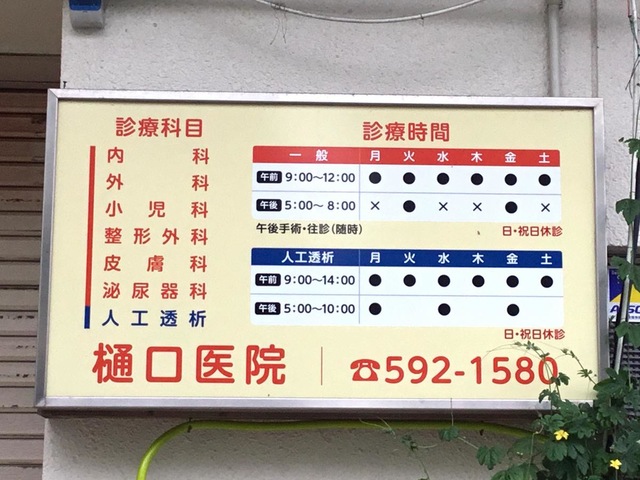 診療科目
内科
外科
小児科
整形外科
皮膚科
泌尿器科
人工透析
診療時間
一般 月 火 水 木 金 土
午前 9:00〜12:00 ● ● ● ● ● ●
午後 5:00〜8:00 × ● × × ● ×
午後手術・往診(随時) 日・祝日休診
人工透析 月 火 水 木 金 土
午前 9:00〜14:00 ● ● ● ● ● ●
午後 5:00〜10:00 ● ● ●
日・祝日休診
樋口医院 ☎592-1580